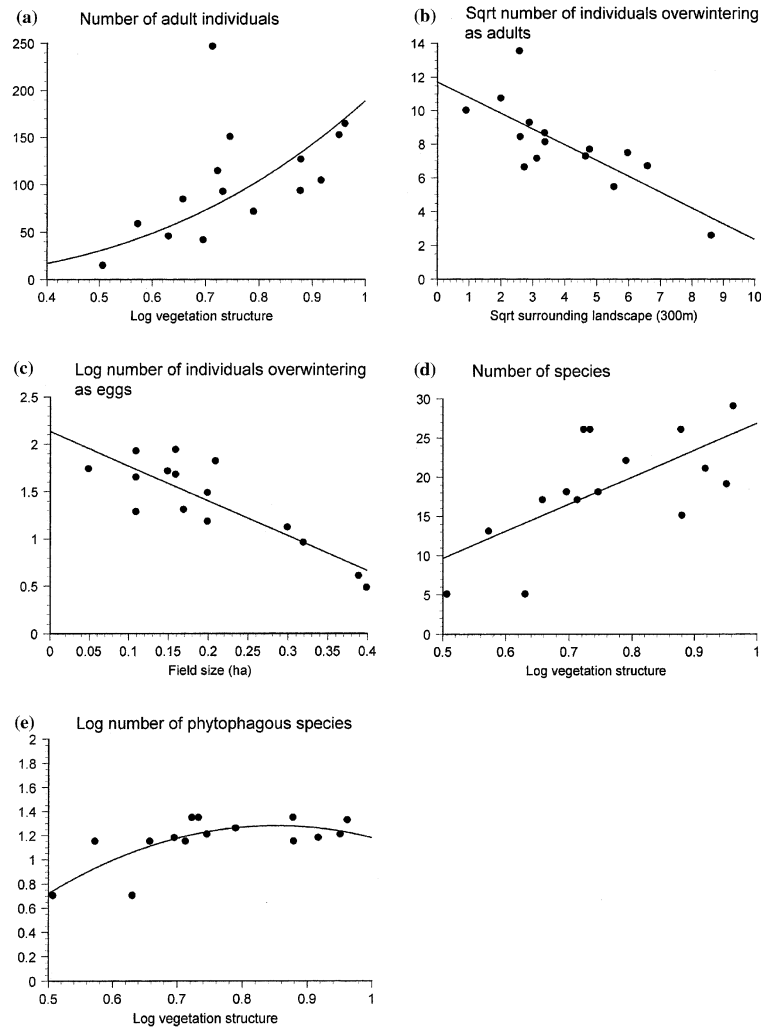 (a)
Number of adult individuals
250
200
150
100
50
0
0.4 0.5 0.6 0.7 0.8 0.9 1
Log vegetation structure
(b)
Sqrt number of individuals overwintering
as adults
14
12
10
8
6
4
2
0
0 1 2 3 4 5 6 7 8 9 10
Sqrt surrounding landscape (300m)
(c)
Log number of individuals overwintering
as eggs
2.5
2
1.5
1
0.5
0
0 0.05 0.1 0.15 0.2 0.25 0.3 0.35 0.4
Field size (ha)
(d)
Number of species
30
25
20
15
10
5
0
0.5 0.6 0.7 0.8 0.9 1
Log vegetation structure
(e)
Log number of phytophagous species
2
1.8
1.6
1.4
1.2
1
0.8
0.6
0.4
0.2
0
0.5 0.6 0.7 0.8 0.9 1
Log vegetation structure